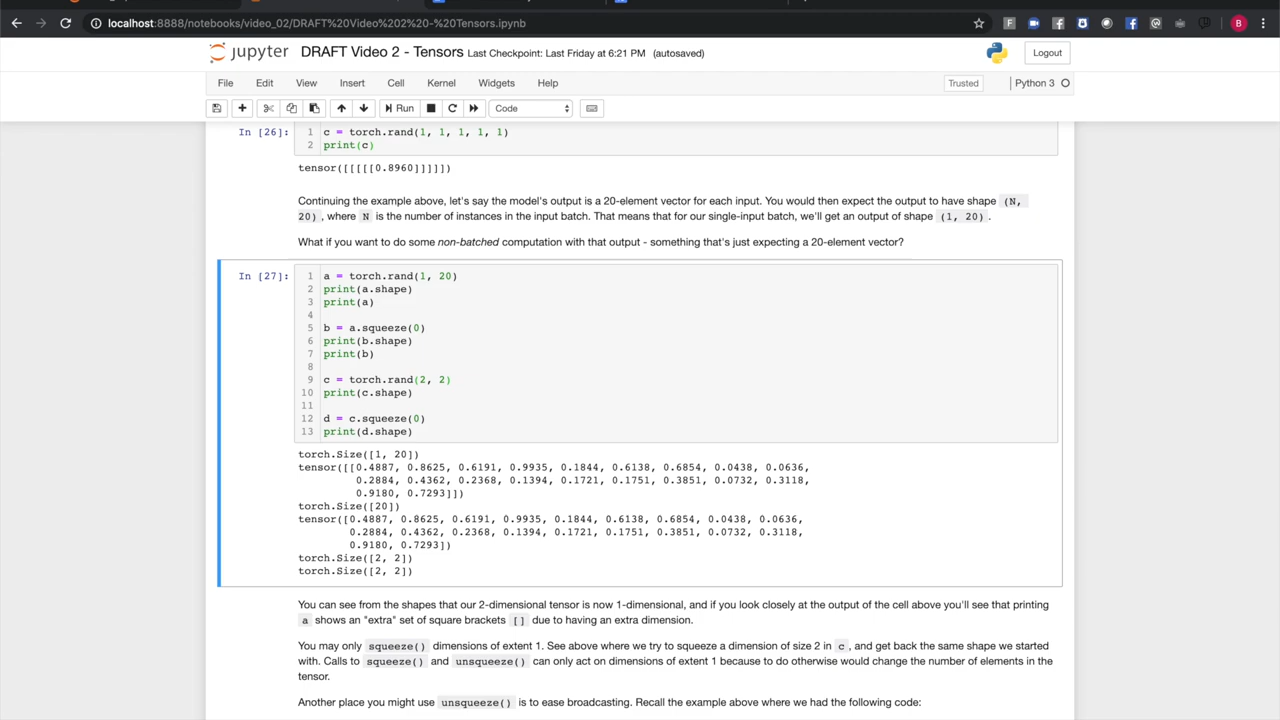 localhost:8888/notebooks/video_02/DRAFT%20Video%202%20-%20Tensors.ipynb
B
jupyter DRAFT Video 2 - Tensors Last Checkpoint: Last Friday at 6:21 PM (autosaved)
Logout
File Edit View Insert Cell Kernel Widgets Help
Trusted
Python 3
Run
Code
In [26]:
1 c = torch.rand(1, 1, 1, 1, 1)
2 print(c)
tensor([[[[[0.8960]]]]])
Continuing the example above, let's say the model's output is a 20-element vector for each input. You would then expect the output to have shape (N,
20) , where N is the number of instances in the input batch. That means that for our single-input batch, we'll get an output of shape (1, 20) .
What if you want to do some non-batched computation with that output - something that's just expecting a 20-element vector?
In [27]:
1 a = torch.rand(1, 20)
2 print(a.shape)
3 print(a)
4
5 b = a.squeeze(0)
6 print(b.shape)
7 print(b)
8
9 c = torch.rand(2, 2)
10 print(c.shape)
11
12 d = c.squeeze(0)
13 print(d.shape)
torch.Size([1, 20])
tensor([[0.4887, 0.8625, 0.6191, 0.9935, 0.1844, 0.6138, 0.6854, 0.0438, 0.0636,
0.2884, 0.4362, 0.2368, 0.1394, 0.1721, 0.1751, 0.3851, 0.0732, 0.3118,
0.9180, 0.7293]])
torch.Size([20])
tensor([0.4887, 0.8625, 0.6191, 0.9935, 0.1844, 0.6138, 0.6854, 0.0438, 0.0636,
0.2884, 0.4362, 0.2368, 0.1394, 0.1721, 0.1751, 0.3851, 0.0732, 0.3118,
0.9180, 0.7293])
torch.Size([2, 2])
torch.Size([2, 2])
You can see from the shapes that our 2-dimensional tensor is now 1-dimensional, and if you look closely at the output of the cell above you'll see that printing
a shows an "extra" set of square brackets [] due to having an extra dimension.
You may only squeeze() dimensions of extent 1. See above where we try to squeeze a dimension of size 2 in c , and get back the same shape we started
with. Calls to squeeze() and unsqueeze() can only act on dimensions of extent 1 because to do otherwise would change the number of elements in the
tensor.
Another place you might use unsqueeze() is to ease broadcasting. Recall the example above where we had the following code: